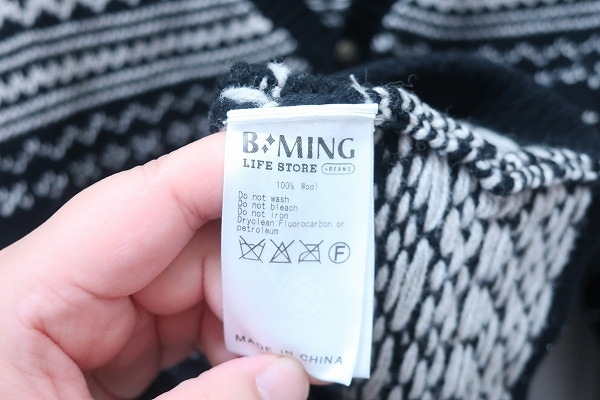 B MING
LIFE STORE >BEAMS
100% Wool
Do not wash
Do not bleach
Do not iron
Dryclean Fluorocarbon or
petroleum
F
MADE IN CHINA